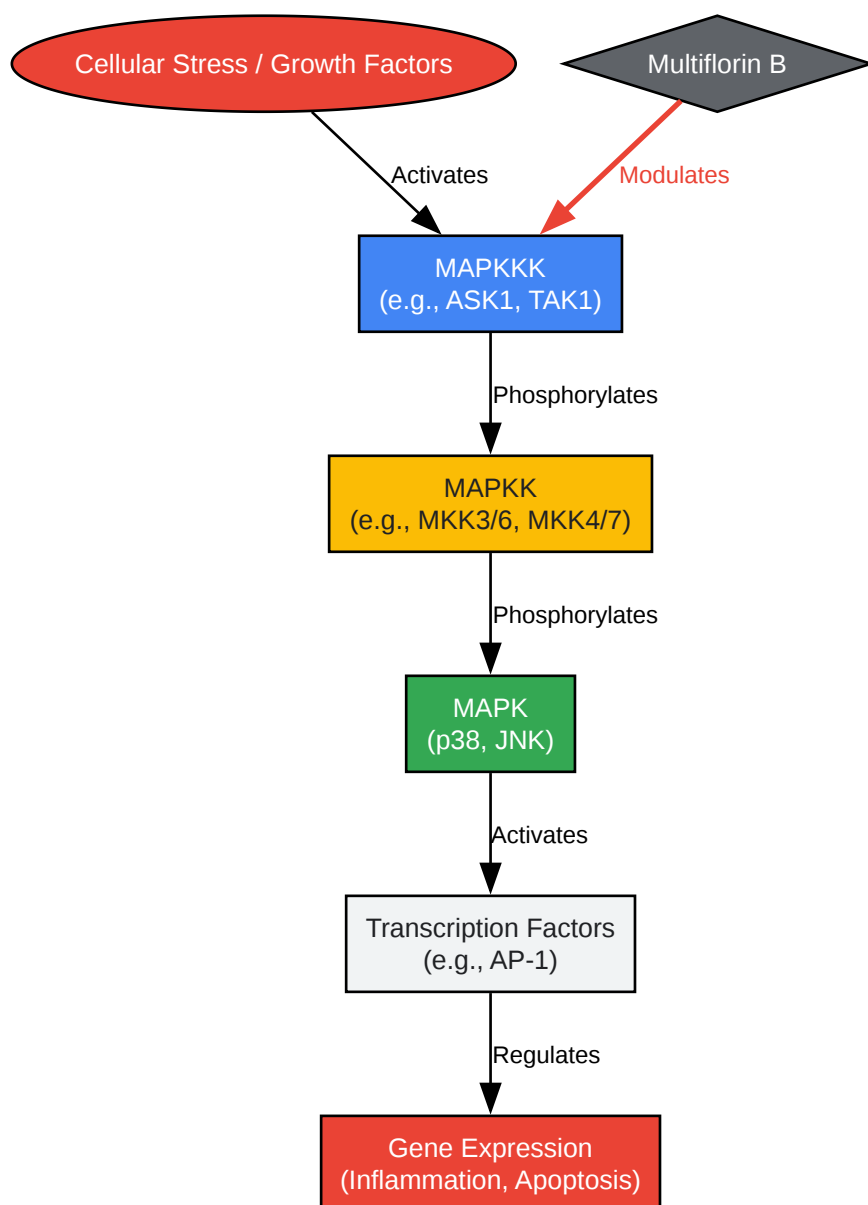 Cellular Stress / Growth Factors
Multiflorin B
Activates
Modulates
MAPKKK
(e.g., ASK1, TAK1)
Phosphorylates
MAPKK
(e.g., MKK3/6, MKK4/7)
Phosphorylates
MAPK
(p38, JNK)
Activates
Transcription Factors
(e.g., AP-1)
Regulates
Gene Expression
(Inflammation, Apoptosis)